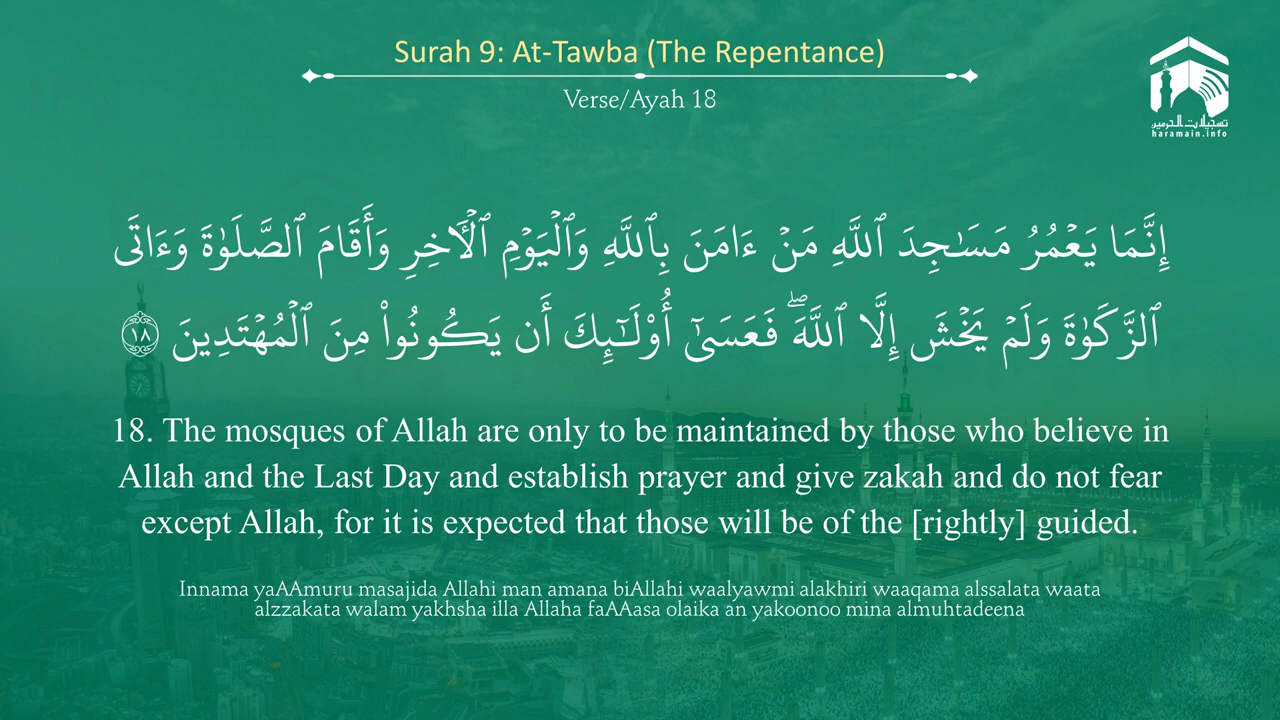 Surah 9: At-Tawba (The Repentance)
Verse/Ayah 18
تسجيلات الحرمين
haramain.info
إِنَّمَا يَعۡمُرُ مَسَـٰجِدَ ٱللَّهِ مَنۡ ءَامَنَ بِٱللَّهِ وَٱلۡيَوۡمِ ٱلۡأَخِرِ وَأَقَامَ ٱلصَّلَوٰةَ وَءَاتَى
ٱلزَّكَوٰةَ وَلَمۡ يَخۡشَ إِلَّا ٱللَّهَۖ فَعَسَىٰٓ أُوْلَـٰٓئِكَ أَن يَكُونُواْ مِنَ ٱلۡمُهۡتَدِينَ ١٨
18. The mosques of Allah are only to be maintained by those who believe in
Allah and the Last Day and establish prayer and give zakah and do not fear
except Allah, for it is expected that those will be of the [rightly] guided.
Innama yaAAmuru masajida Allahi man amana biAllahi waalyawmi alakhiri waaqama alssalata waata
alzzakata walam yakhsha illa Allaha faAAasa olaika an yakoonoo mina almuhtadeena